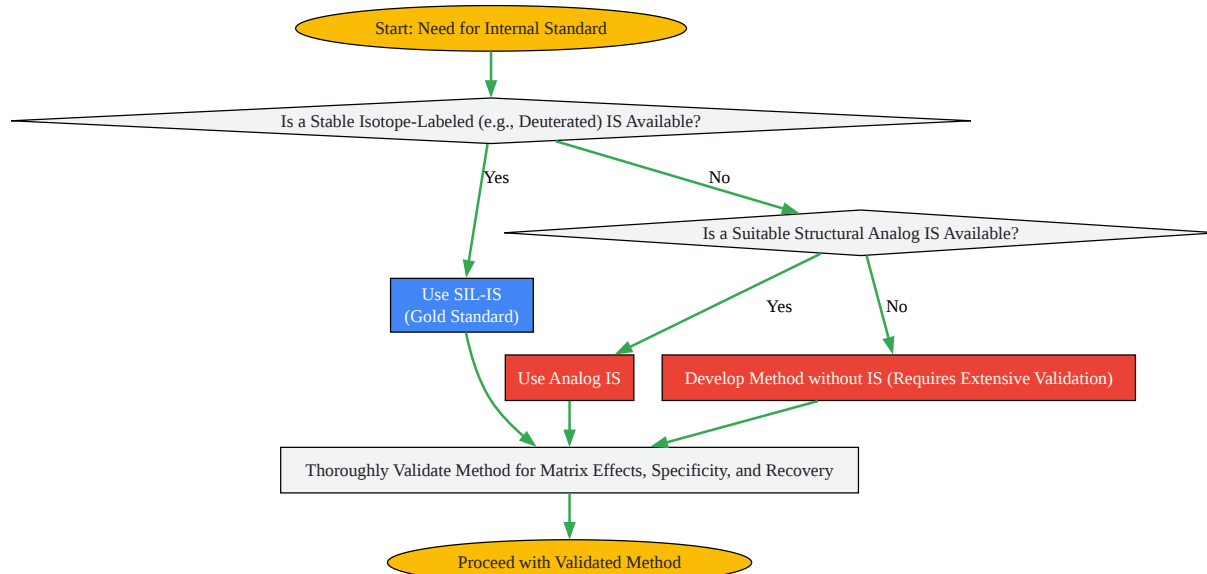 Start: Need for Internal Standard
Is a Stable Isotope-Labeled (e.g., Deuterated) IS Available?
Yes
No
Is a Suitable Structural Analog IS Available?
Use SIL-IS
(Gold Standard)
Yes
No
Use Analog IS
Develop Method without IS (Requires Extensive Validation)
Thoroughly Validate Method for Matrix Effects, Specificity, and Recovery
Proceed with Validated Method